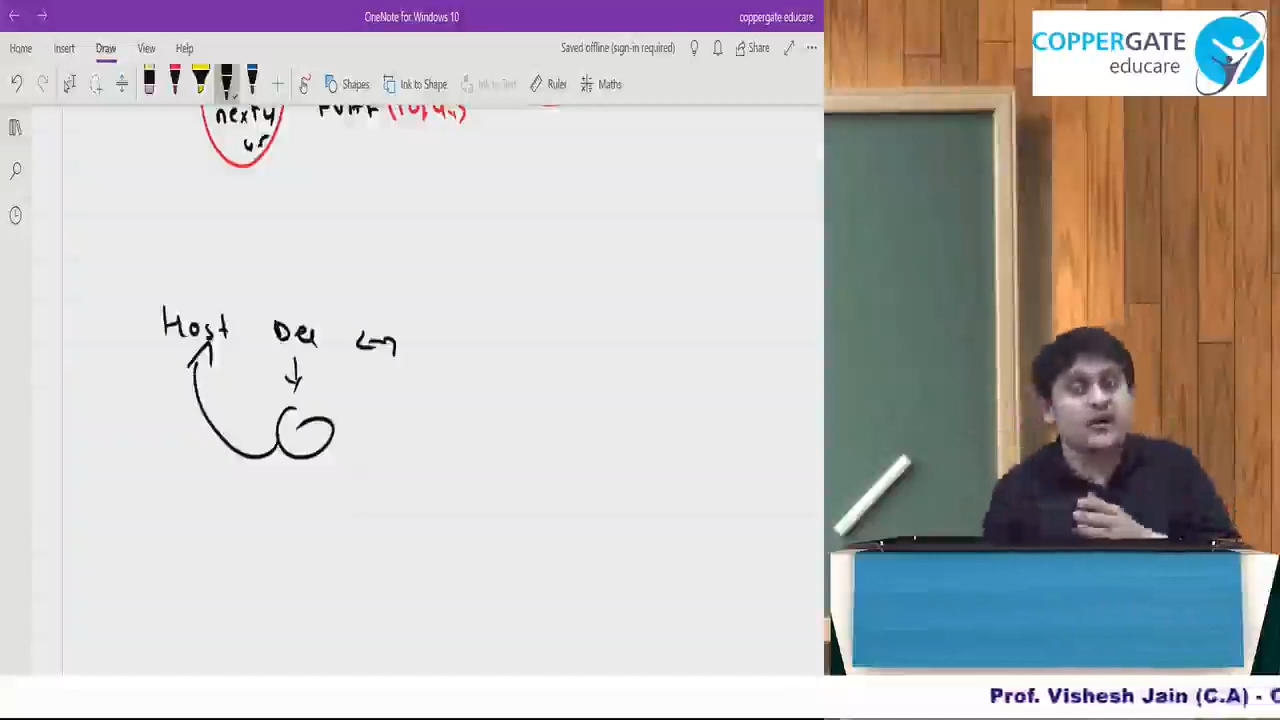 OneNote for Windows 10
coppergate educare
Home Insert Draw View Help
Saved offline (sign-in required)
Share
Shapes
Ink to Shape
Ink to Text
Ruler
Maths
nexty
Host
COPPERGATE
educare
Prof. Vishesh Jain (C.A) - C